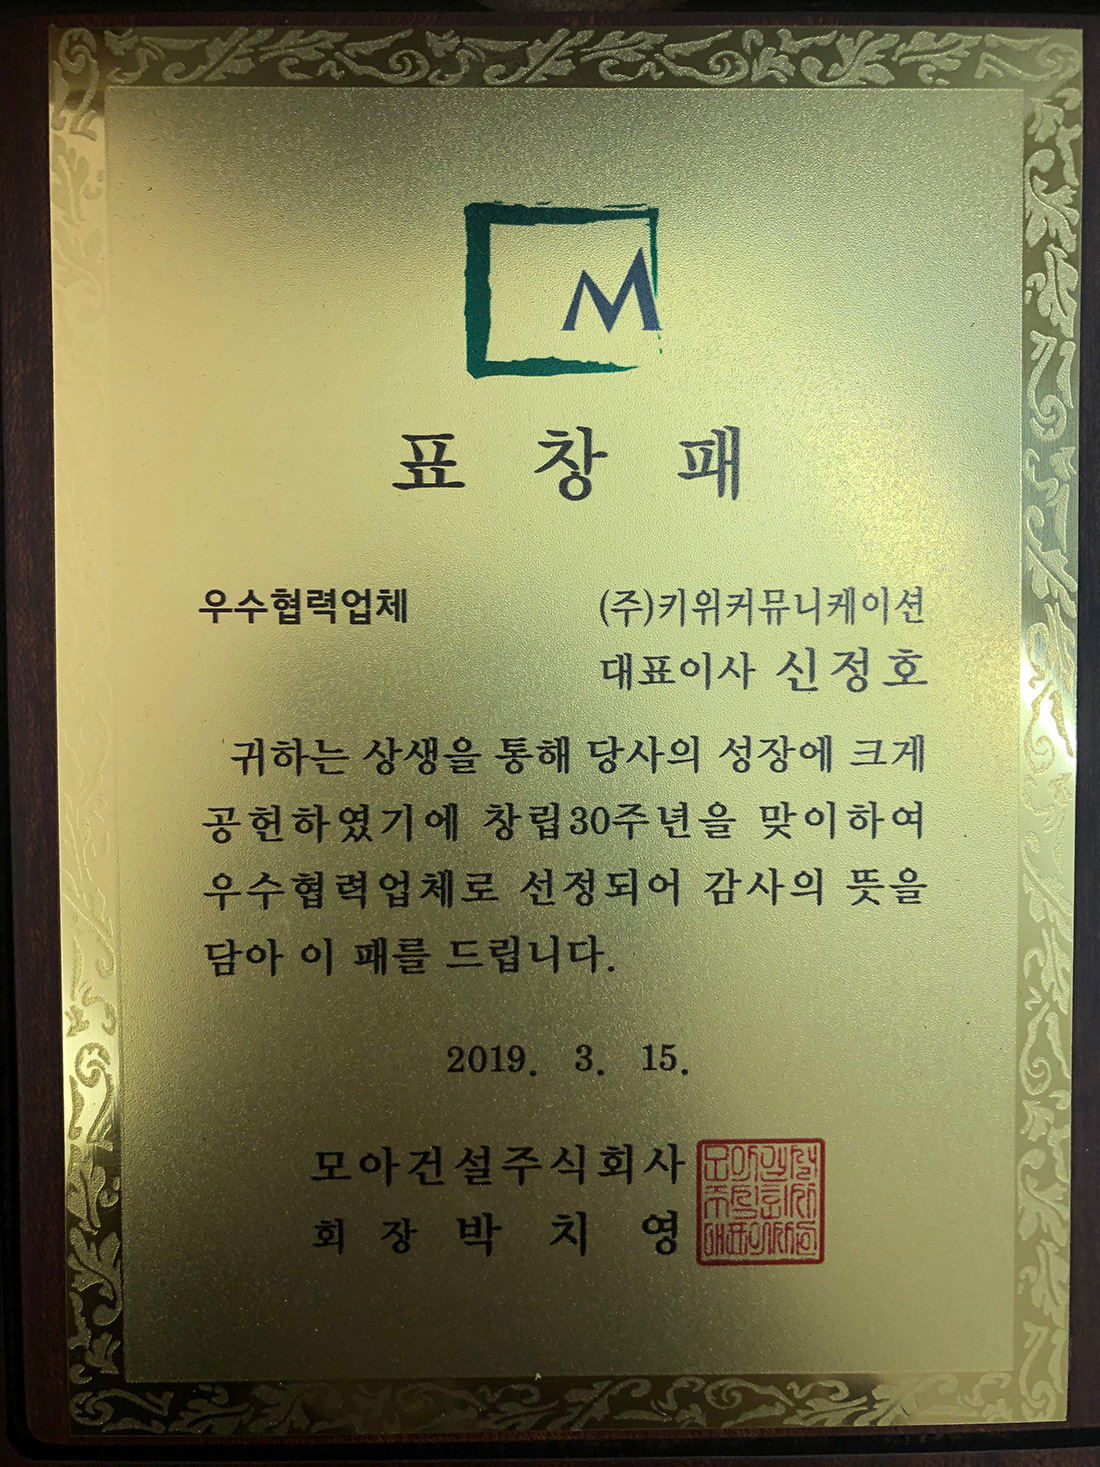 M
표 창 패
우수협력업체 (주)키위커뮤니케이션
대표이사 신정호
귀하는 상생을 통해 당사의 성장에 크게
공헌하였기에 창립30주년을 맞이하여
우수협력업체로 선정되어 감사의 뜻을
담아 이 패를 드립니다.
2019. 3. 15.
모아건설주식회사
회 장 박 치 영